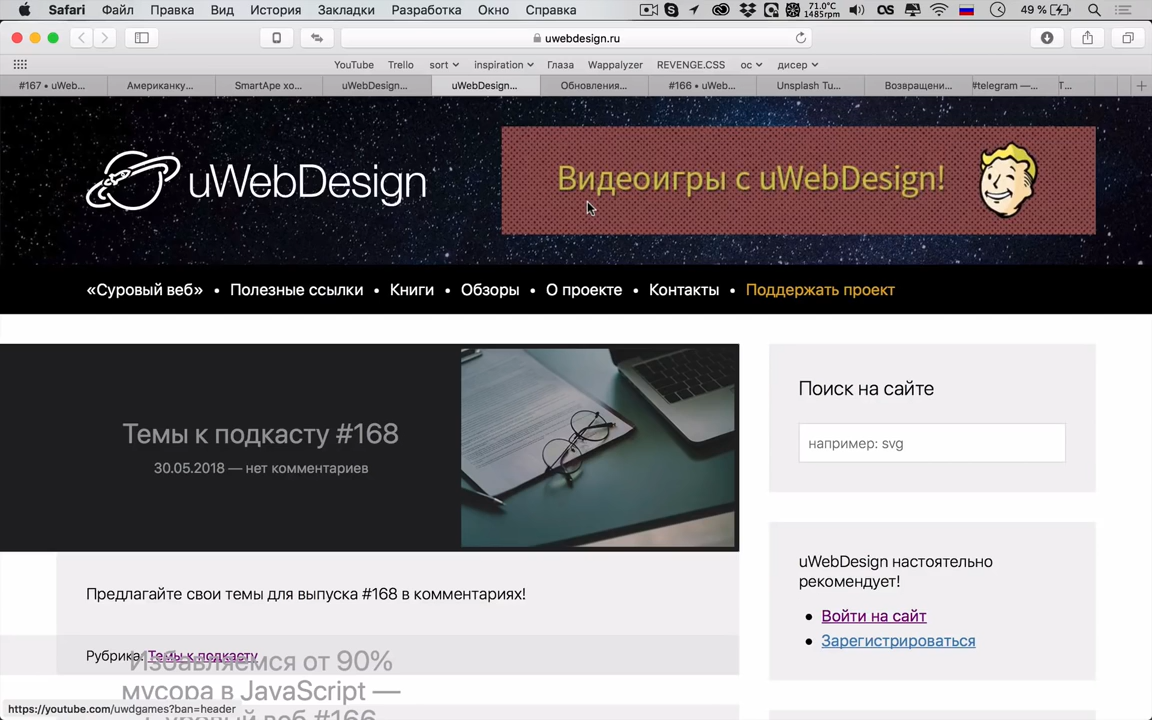 Safari Файл Правка Вид История Закладки Разработка Окно Справка 71.0°C 1485rpm 49 %
uwebdesign.ru
YouTube Trello sort inspiration Глаза Wappalyzer REVENGE.CSS ос дисер
#167 • uWeb... Американку... SmartApe хо... uWebDesign... uWebDesign... Обновления... #166 • uWeb... Unsplash Tu... Возвращени... #telegram —... T...
uWebDesign
Видеоигры с uWebDesign!
«Суровый веб» • Полезные ссылки • Книги • Обзоры • О проекте • Контакты • Поддержать проект
Темы к подкасту #168
30.05.2018 — нет комментариев
Поиск на сайте
например: svg
Предлагайте свои темы для выпуска #168 в комментариях!
uWebDesign настоятельно
рекомендует!
• Войти на сайт
• Зарегистрироваться
Рубрика: Темы к подкасту
Избавляемся от 90%
мусора в JavaScript —
Суровый веб #166
https://youtube.com/uwdgames?ban=header